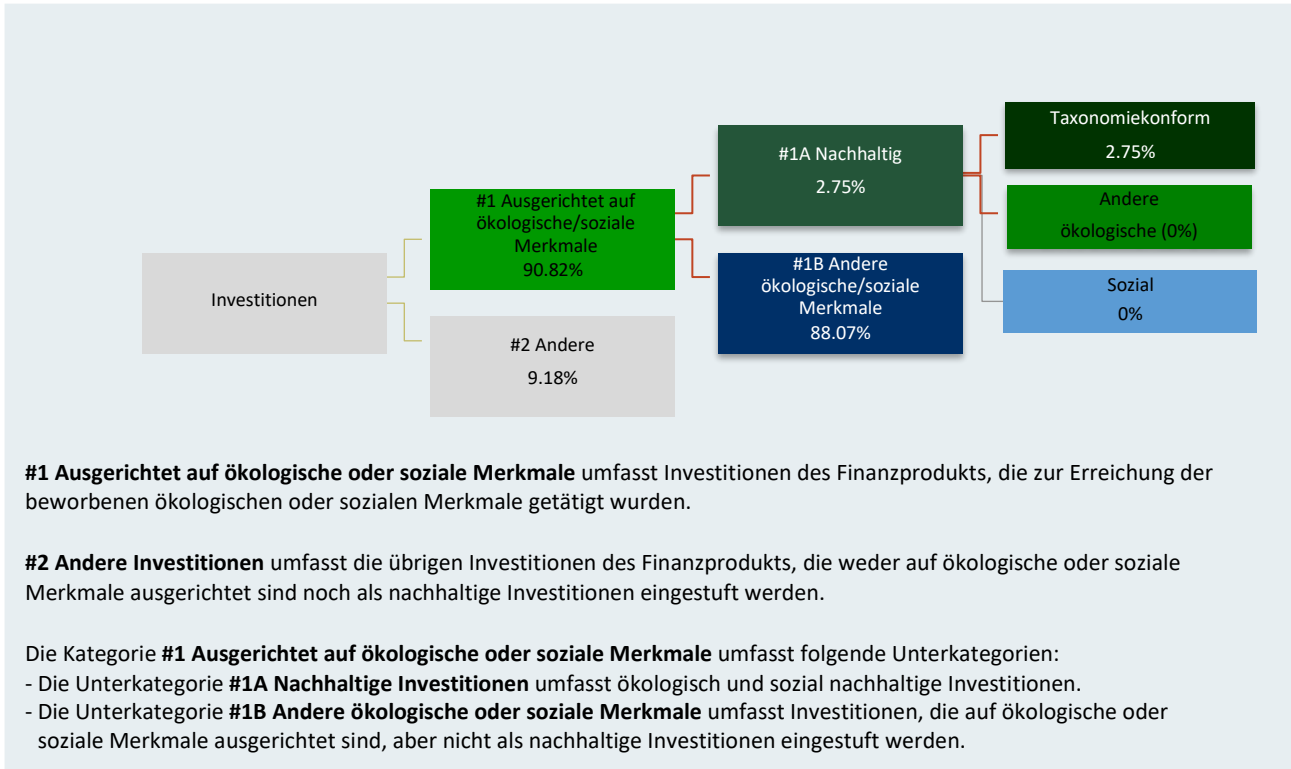 Investitionen
#1 Ausgerichtet auf
ökologische/soziale
Merkmale
90.82%
#2 Andere
9.18%
#1A Nachhaltig
2.75%
#1B Andere
ökologische/soziale
Merkmale
88.07%
Taxonomiekonform
2.75%
Andere
ökologische (0%)
Sozial
0%
#1 Ausgerichtet auf ökologische oder soziale Merkmale umfasst Investitionen des Finanzprodukts, die zur Erreichung der
beworbenen ökologischen oder sozialen Merkmale getätigt wurden.
#2 Andere Investitionen umfasst die übrigen Investitionen des Finanzprodukts, die weder auf ökologische oder soziale
Merkmale ausgerichtet sind noch als nachhaltige Investitionen eingestuft werden.
Die Kategorie #1 Ausgerichtet auf ökologische oder soziale Merkmale umfasst folgende Unterkategorien:
- Die Unterkategorie #1A Nachhaltige Investitionen umfasst ökologisch und sozial nachhaltige Investitionen.
- Die Unterkategorie #1B Andere ökologische oder soziale Merkmale umfasst Investitionen, die auf ökologische oder
soziale Merkmale ausgerichtet sind, aber nicht als nachhaltige Investitionen eingestuft werden.